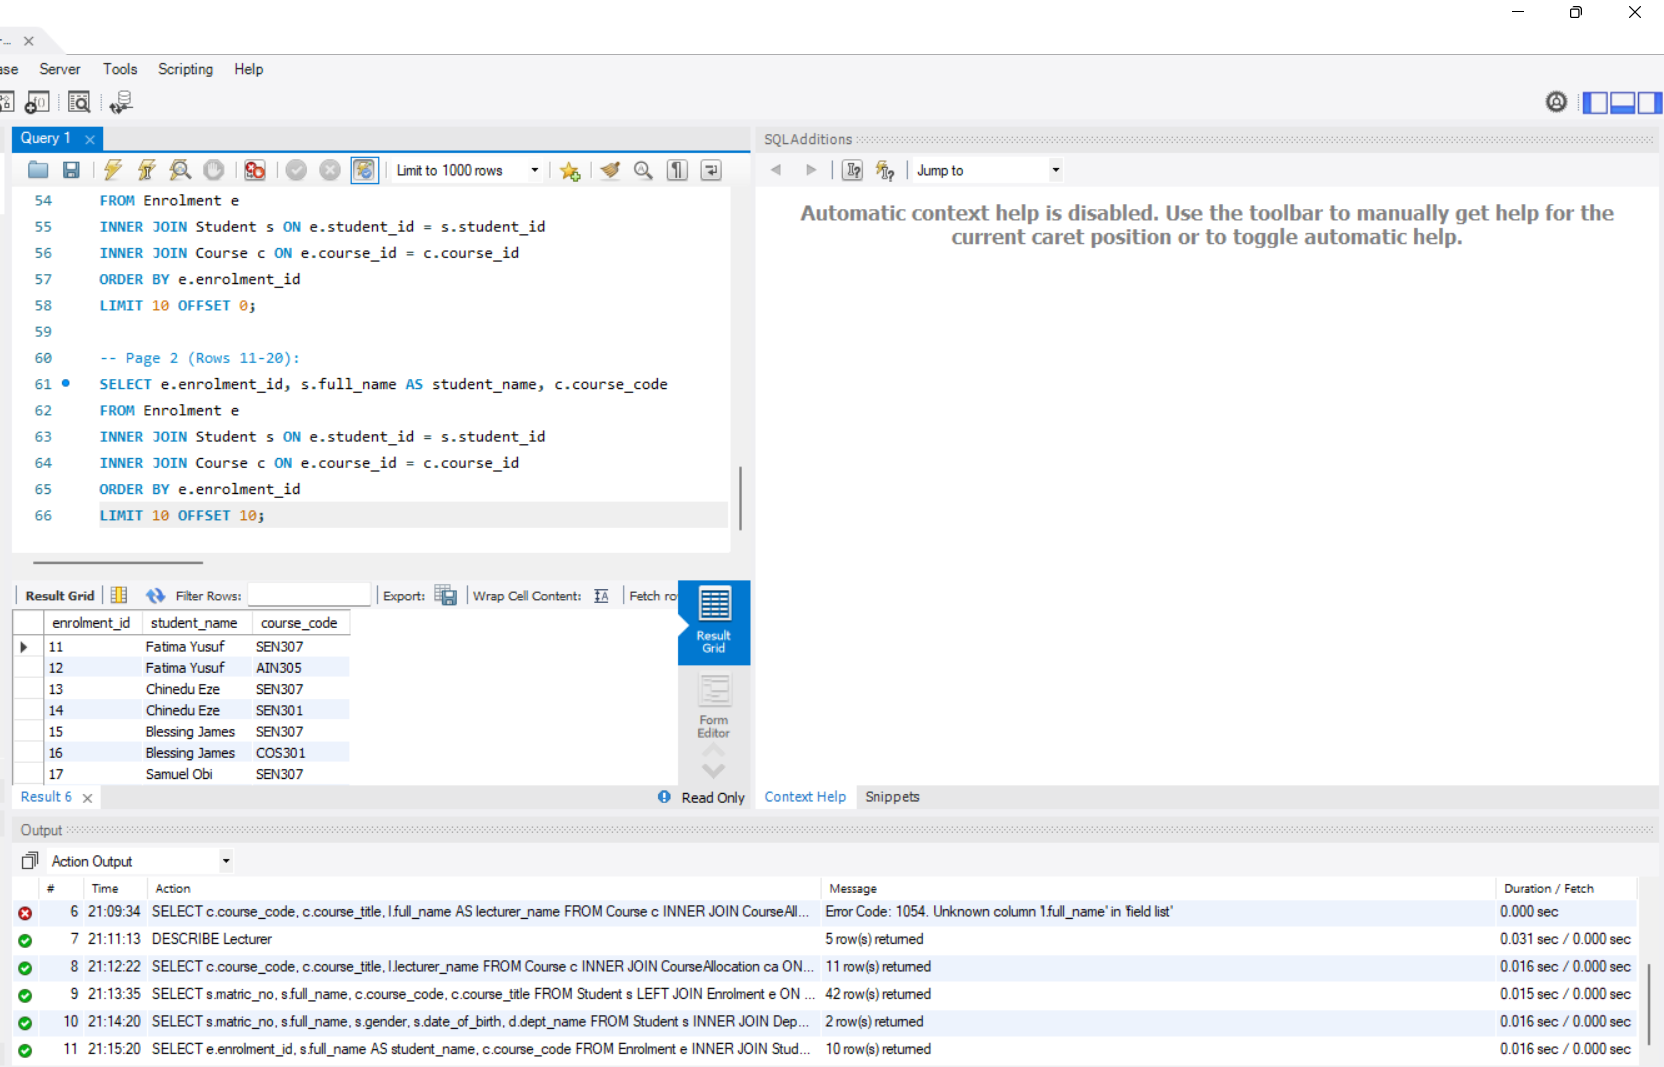 Server Tools Scripting Help
Query 1
SQLAdditions
Limit to 1000 rows
Jump to
54 FROM Enrolment e
55 INNER JOIN Student s ON e.student_id = s.student_id
56 INNER JOIN Course c ON e.course_id = c.course_id
57 ORDER BY e.enrolment_id
58 LIMIT 10 OFFSET 0;
59
60 -- Page 2 (Rows 11-20):
61 SELECT e.enrolment_id, s.full_name AS student_name, c.course_code
62 FROM Enrolment e
63 INNER JOIN Student s ON e.student_id = s.student_id
64 INNER JOIN Course c ON e.course_id = c.course_id
65 ORDER BY e.enrolment_id
66 LIMIT 10 OFFSET 10;
Automatic context help is disabled. Use the toolbar to manually get help for the
current caret position or to toggle automatic help.
Result Grid Filter Rows: Export: Wrap Cell Content: Fetch
enrolment_id student_name course_code
11 Fatima Yusuf SEN307
12 Fatima Yusuf AIN305
13 Chinedu Eze SEN307
14 Chinedu Eze SEN301
15 Blessing James SEN307
16 Blessing James COS301
17 Samuel Obi SEN307
Result
Grid
Form
Editor
Result 6
Read Only
Context Help Snippets
Output
Action Output
# Time Action Message Duration / Fetch
6 21:09:34 SELECT c.course_code, c.course_title, l.full_name AS lecturer_name FROM Course c INNER JOIN CourseAll... Error Code: 1054. Unknown column 'l.full_name' in 'field list' 0.000 sec
7 21:11:13 DESCRIBE Lecturer 5 row(s) returned 0.031 sec / 0.000 sec
8 21:12:22 SELECT c.course_code, c.course_title, l.lecturer_name FROM Course c INNER JOIN CourseAllocation ca ON... 11 row(s) returned 0.016 sec / 0.000 sec
9 21:13:35 SELECT s.matric_no, s.full_name, c.course_code, c.course_title FROM Student s LEFT JOIN Enrolment e ON ... 42 row(s) returned 0.015 sec / 0.000 sec
10 21:14:20 SELECT s.matric_no, s.full_name, s.gender, s.date_of_birth, d.dept_name FROM Student s INNER JOIN Dep... 2 row(s) returned 0.016 sec / 0.000 sec
11 21:15:20 SELECT e.enrolment_id, s.full_name AS student_name, c.course_code FROM Enrolment e INNER JOIN Stud... 10 row(s) returned 0.016 sec / 0.000 sec